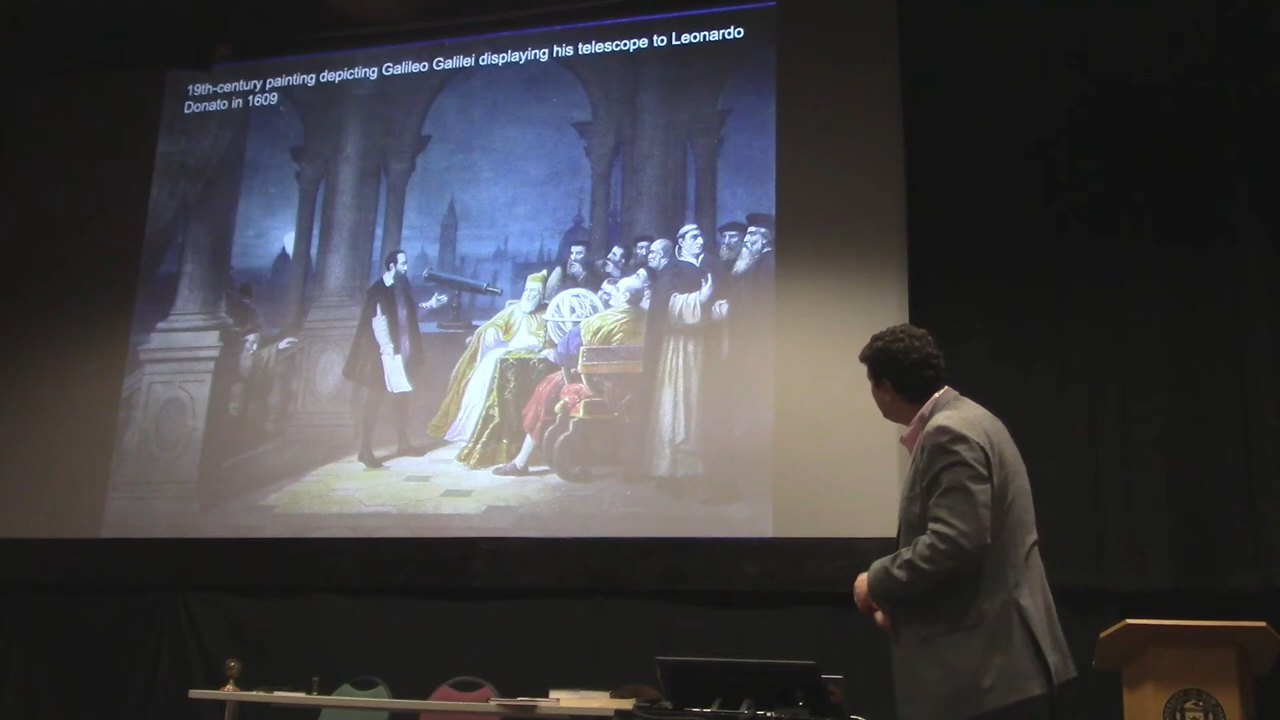 19th-century painting depicting Galileo Galilei displaying his telescope to Leonardo
Donato in 1609